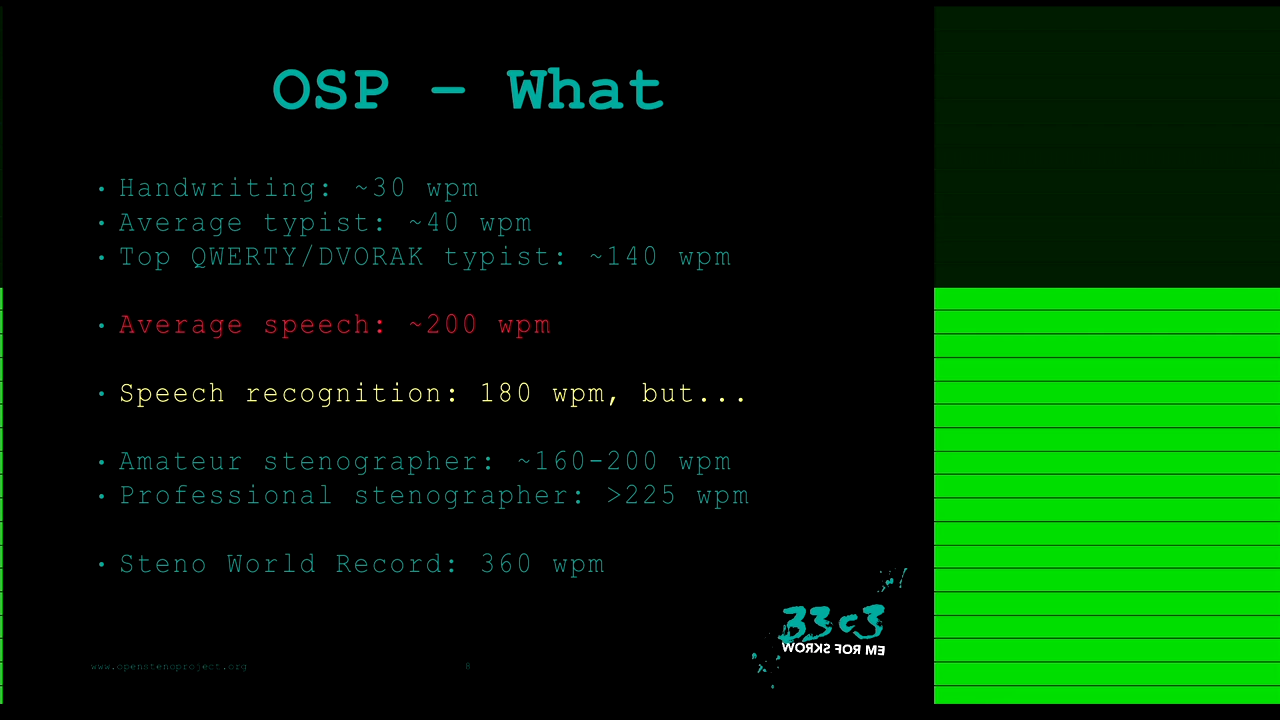 OSP – What
• Handwriting: ~30 wpm
• Average typist: ~40 wpm
• Top QWERTY/DVORAK typist: ~140 wpm
• Average speech: ~200 wpm
• Speech recognition: 180 wpm, but...
• Amateur stenographer: ~160-200 wpm
• Professional stenographer: >225 wpm
• Steno World Record: 360 wpm
33c3
WORKS FOR ME
www.openstenoproject.org
8